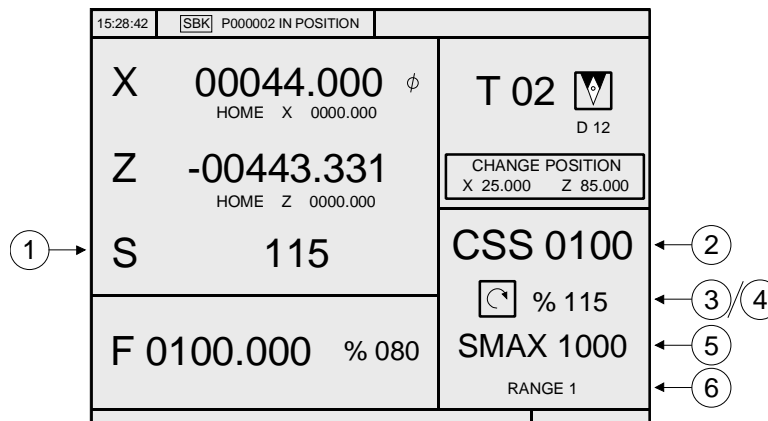 15:28:42 SBK P000002 IN POSITION
X 00044.000 ϕ
HOME X 0000.000
Z -00443.331
HOME Z 0000.000
S 115
F 0100.000 % 080
T 02
D 12
CHANGE POSITION
X 25.000 Z 85.000
CSS 0100
% 115
SMAX 1000
RANGE 1
1
2
3/4
5
6